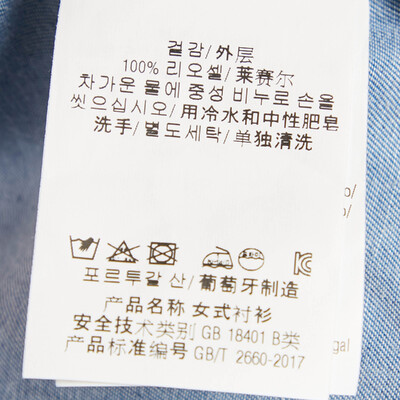 겉감/外层
100% 리오셀/莱赛尔
차가운 물에 중성 비누로 손을
씻으십시오/用冷水和中性肥皂
洗手/별도세탁/单独清洗
포르투갈 산/葡萄牙制造
产品名称 女式衬衫
安全技术类别 GB 18401 B类
产品标准编号 GB/T 2660-2017
gal